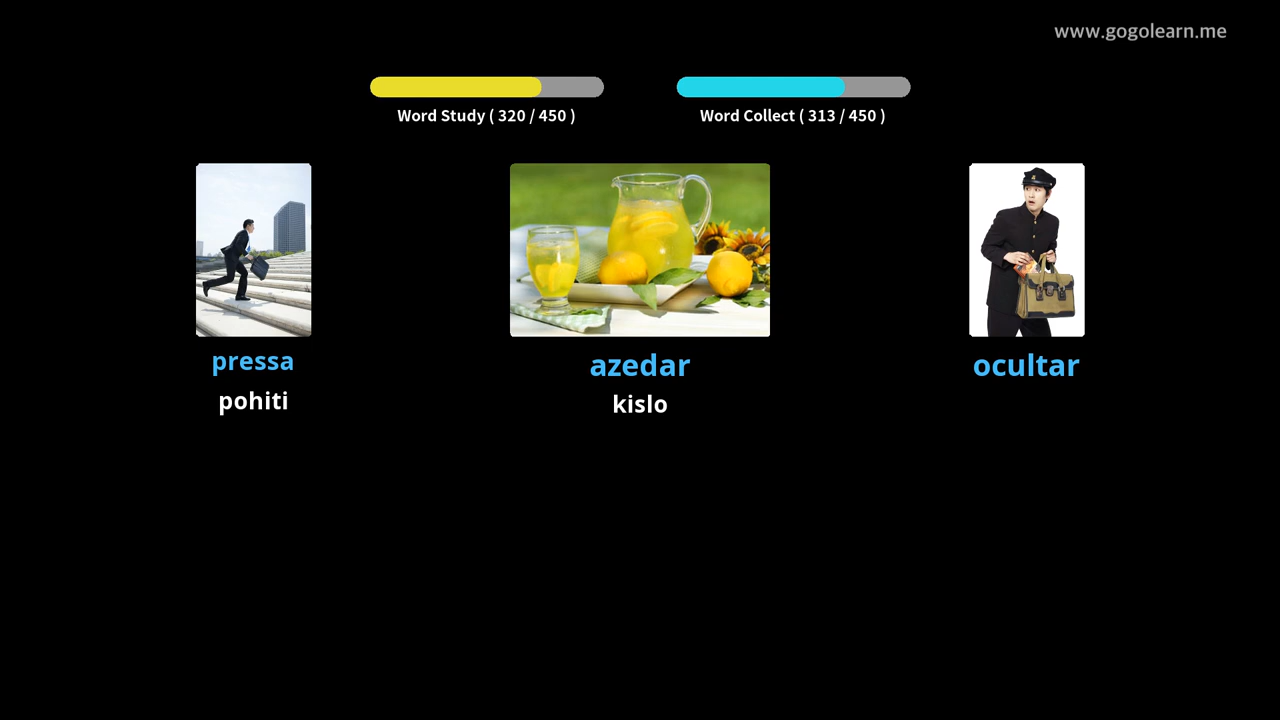 www.gogolearn.me
Word Study ( 320 / 450 )
Word Collect ( 313 / 450 )
pressa
pohiti
azedar
kislo
ocultar